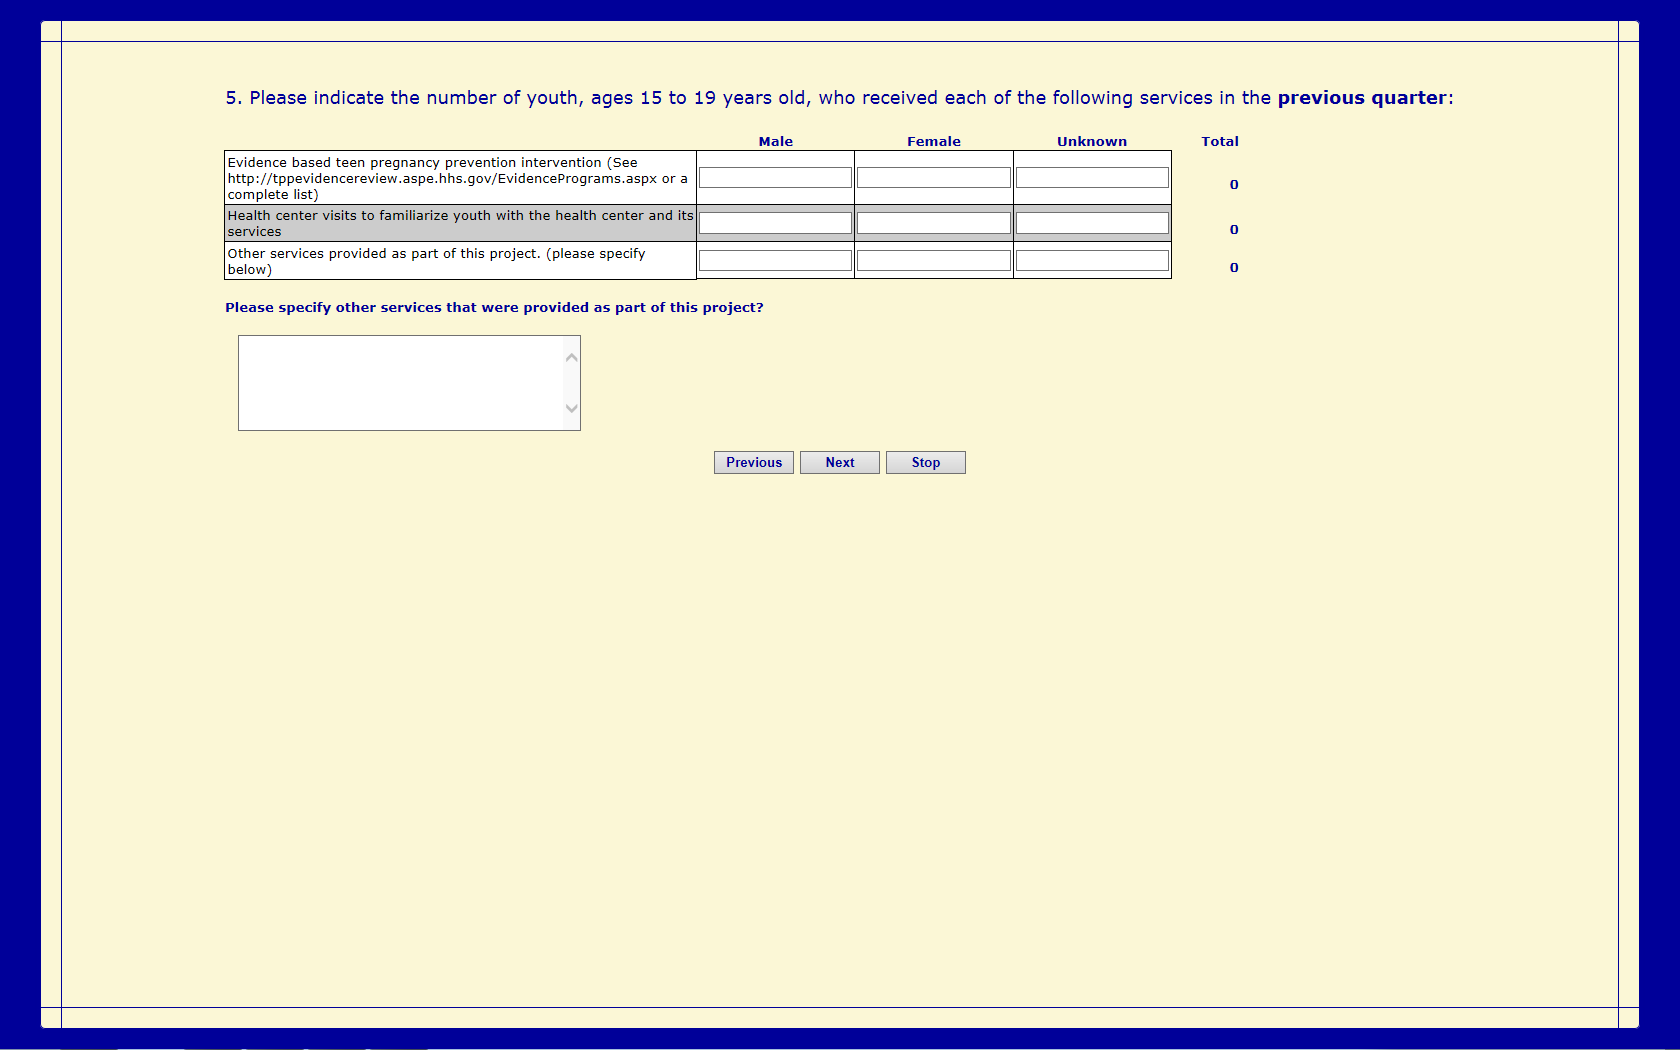 5. Please indicate the number of youth, ages 15 to 19 years old, who received each of the following services in the previous quarter:
Male Female Unknown Total
Evidence based teen pregnancy prevention intervention (See
http://tppevidencereview.aspe.hhs.gov/EvidencePrograms.aspx or a
complete list)
0
Health center visits to familiarize youth with the health center and its
services
0
Other services provided as part of this project. (please specify
below)
0
Please specify other services that were provided as part of this project?
Previous Next Stop